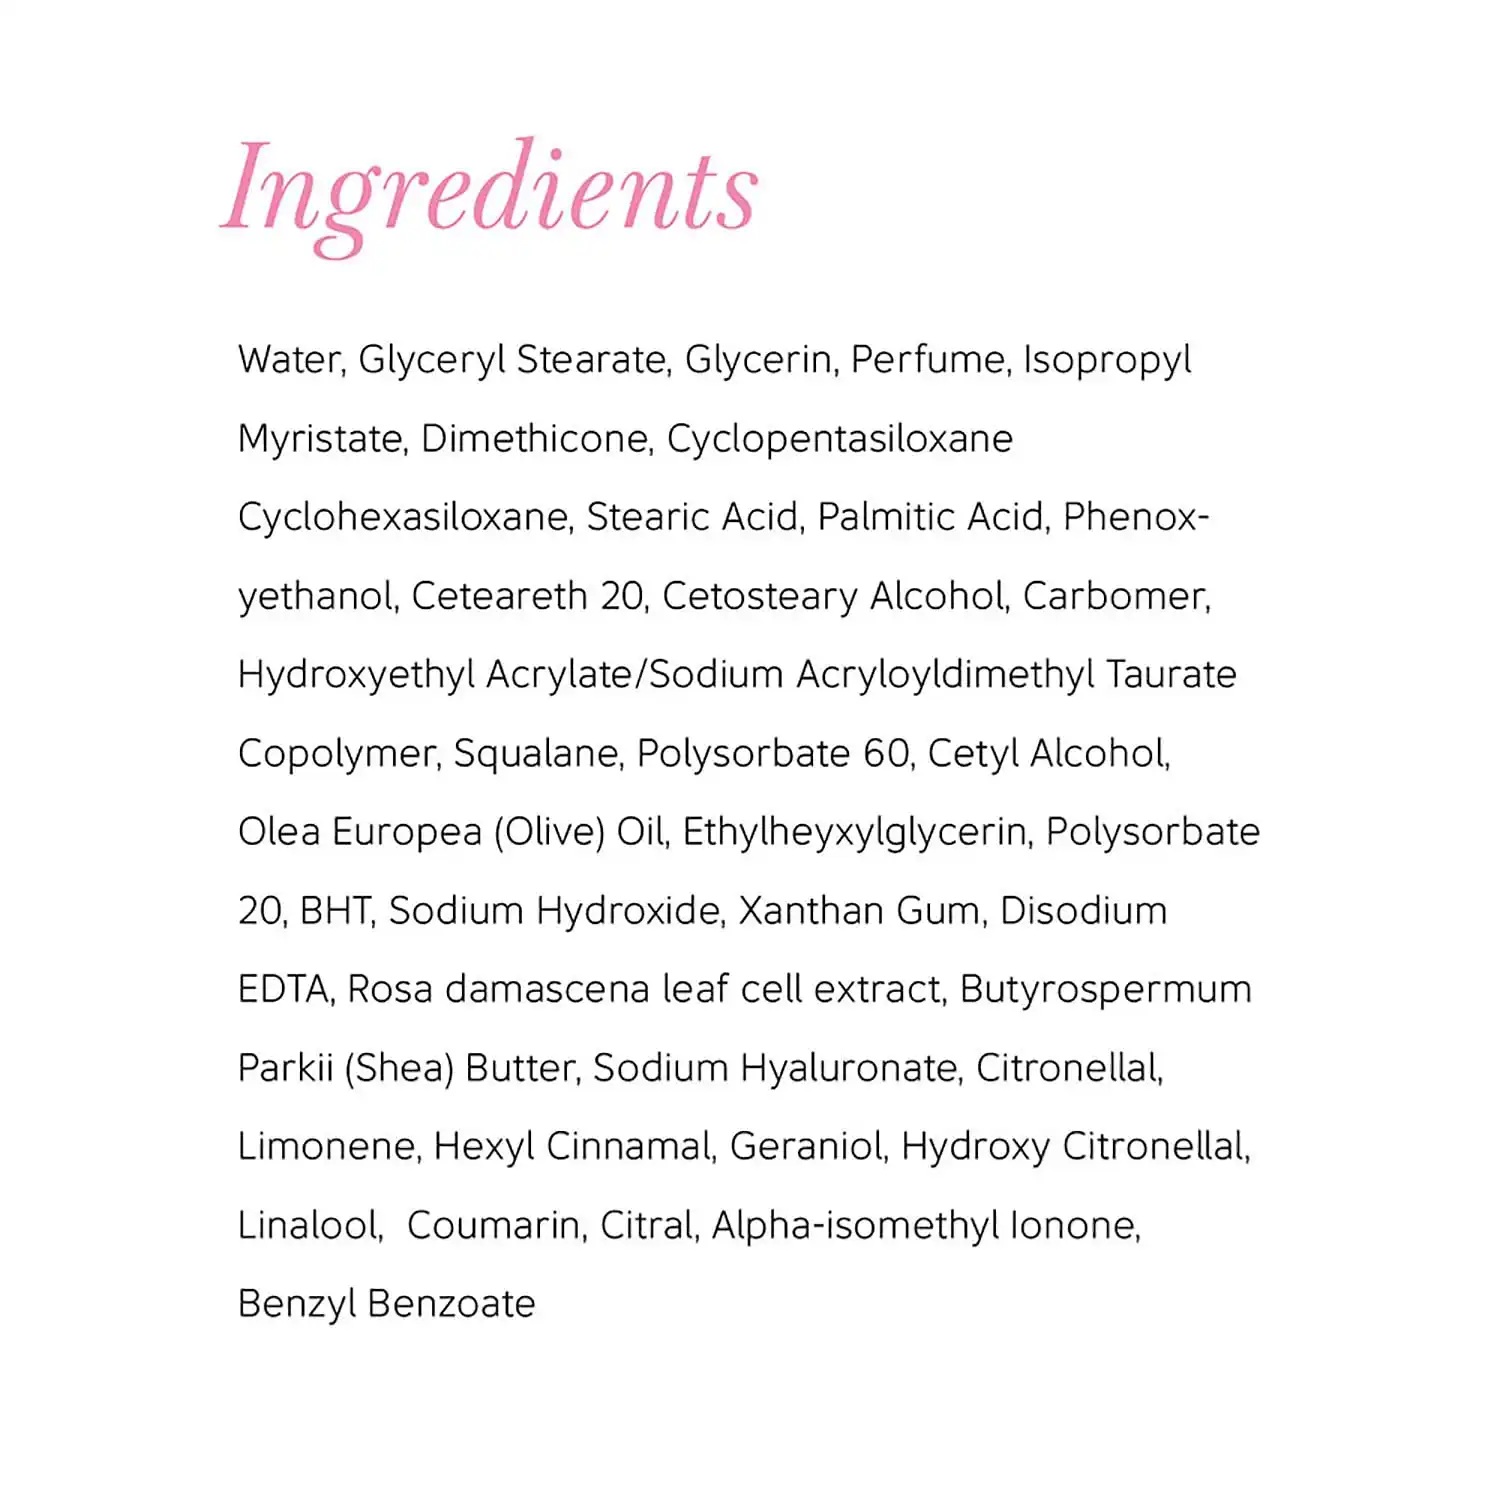 Ingredients
Water, Glyceryl Stearate, Glycerin, Perfume, Isopropyl
Myristate, Dimethicone, Cyclopentasiloxane
Cyclohexasiloxane, Stearic Acid, Palmitic Acid, Phenox-
yethanol, Ceteareth 20, Cetosteary Alcohol, Carbomer,
Hydroxyethyl Acrylate/Sodium Acryloyldimethyl Taurate
Copolymer, Squalane, Polysorbate 60, Cetyl Alcohol,
Olea Europea (Olive) Oil, Ethylheyxylglycerin, Polysorbate
20, BHT, Sodium Hydroxide, Xanthan Gum, Disodium
EDTA, Rosa damascena leaf cell extract, Butyrospermum
Parkii (Shea) Butter, Sodium Hyaluronate, Citronellal,
Limonene, Hexyl Cinnamal, Geraniol, Hydroxy Citronellal,
Linalool,  Coumarin, Citral, Alpha-isomethyl Ionone,
Benzyl Benzoate